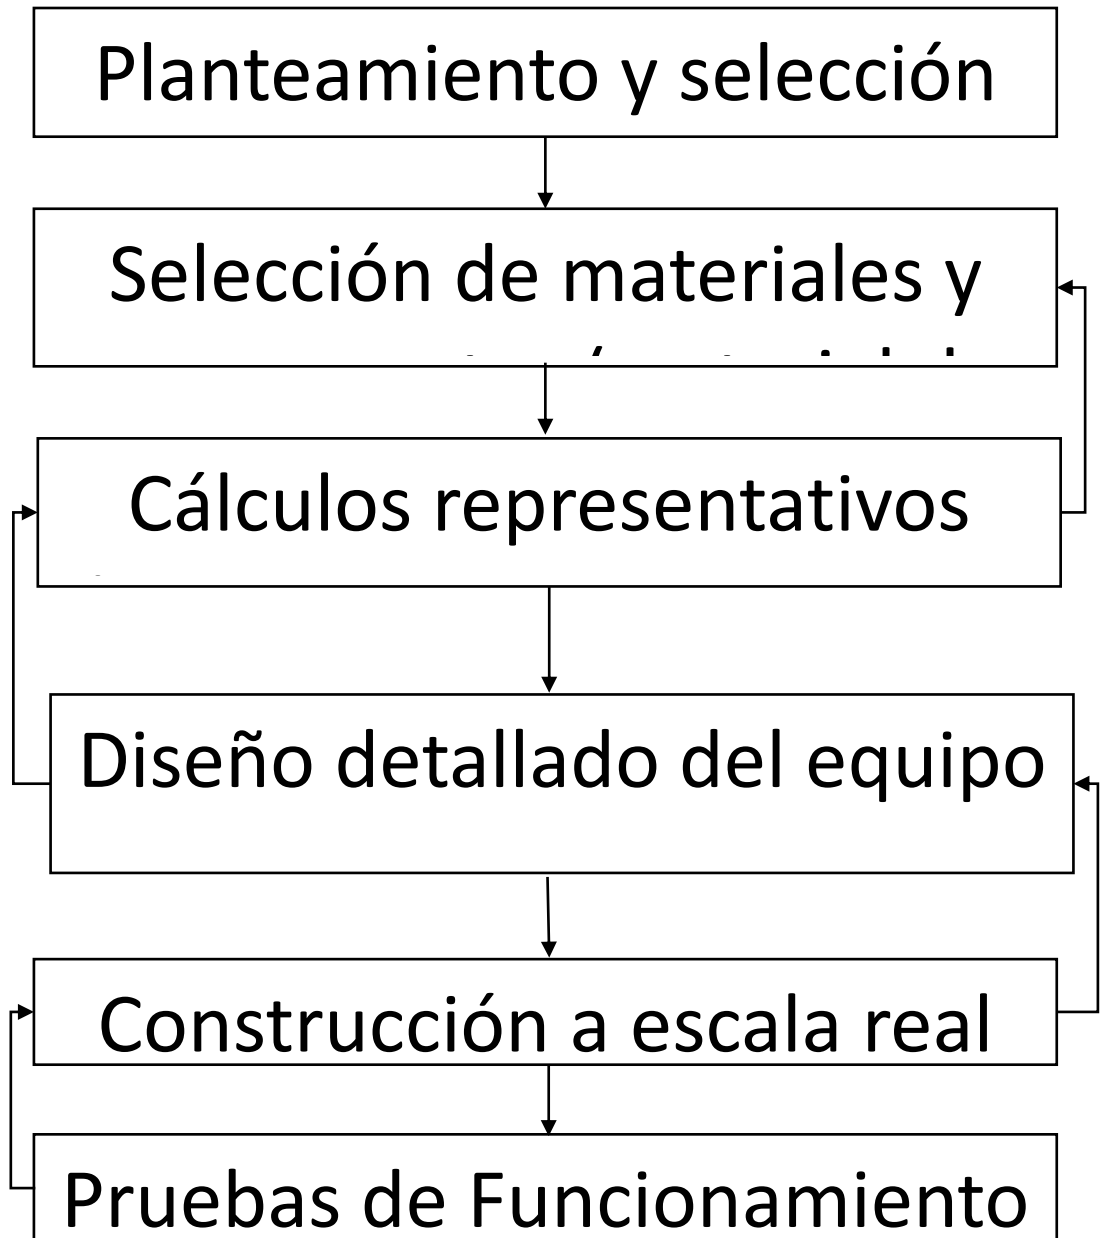 Planteamiento y selección
Selección de materiales y
Cálculos representativos
Diseño detallado del equipo
Construcción a escala real
Pruebas de Funcionamiento